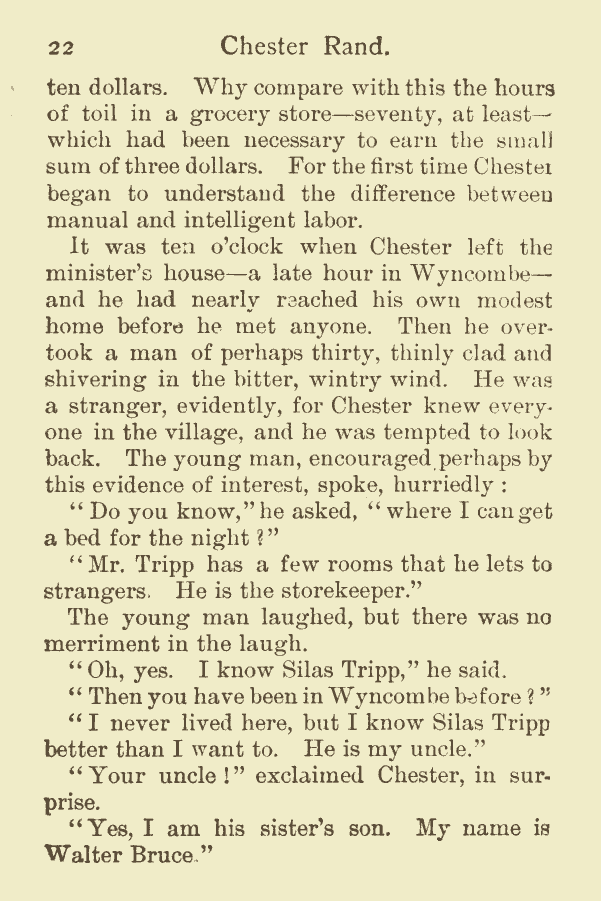 22 Chester Rand.
ten dollars. Why compare with this the hours
of toil in a grocery store—seventy, at least—
which had been necessary to earn the small
sum of three dollars. For the first time Chester
began to understand the difference between
manual and intelligent labor.
It was ten o'clock when Chester left the
minister's house—a late hour in Wyncombe—
and he had nearly reached his own modest
home before he met anyone. Then he over-
took a man of perhaps thirty, thinly clad and
shivering in the bitter, wintry wind. He was
a stranger, evidently, for Chester knew every-
one in the village, and he was tempted to look
back. The young man, encouraged perhaps by
this evidence of interest, spoke, hurriedly :
“Do you know,” he asked, “where I can get
a bed for the night ?”
“Mr. Tripp has a few rooms that he lets to
strangers. He is the storekeeper.”
The young man laughed, but there was no
merriment in the laugh.
“Oh, yes. I know Silas Tripp,” he said.
“Then you have been in Wyncombe before ?”
“I never lived here, but I know Silas Tripp
better than I want to. He is my uncle.”
“Your uncle !” exclaimed Chester, in sur-
prise.
“Yes, I am his sister's son. My name is
Walter Bruce.”